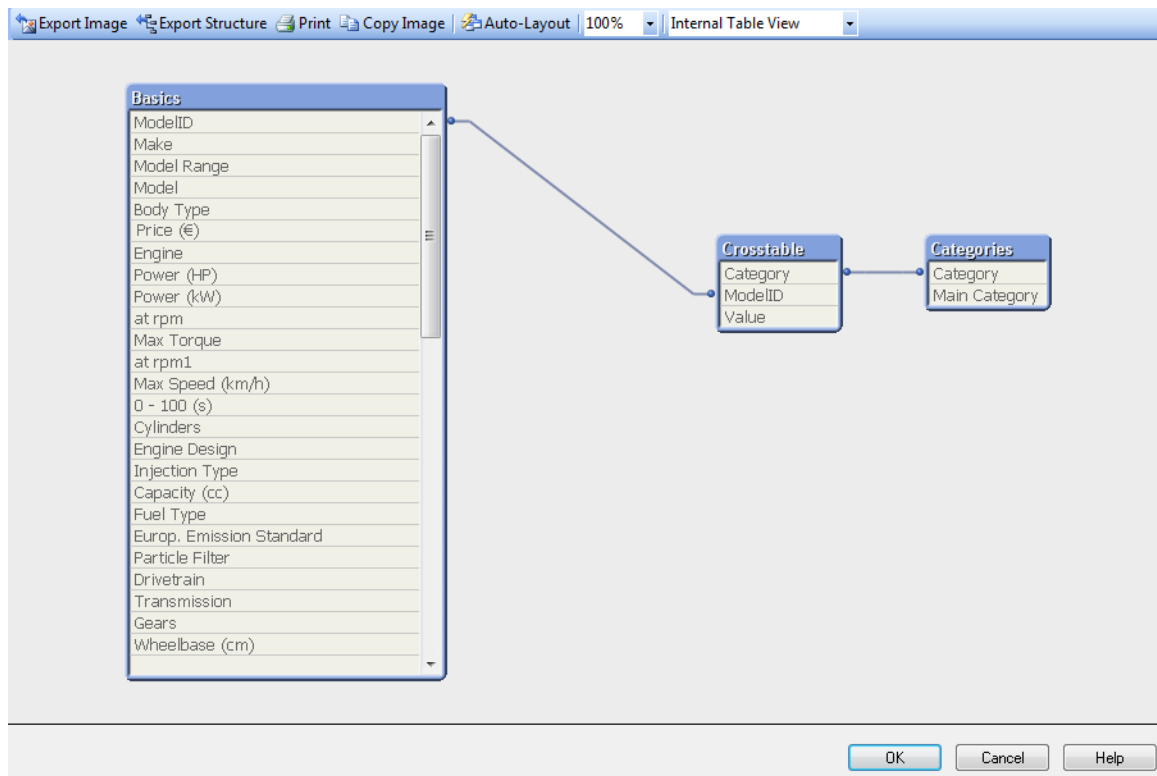 Export Image Export Structure Print Copy Image Auto-Layout 100% Internal Table View
Basics
ModelID
Make
Model Range
Model
Body Type
Price (€)
Engine
Power (HP)
Power (kW)
at rpm
Max Torque
at rpm1
Max Speed (km/h)
0 - 100 (s)
Cylinders
Engine Design
Injection Type
Capacity (cc)
Fuel Type
Europ. Emission Standard
Particle Filter
Drivetrain
Transmission
Gears
Wheelbase (cm)
Crosstable
Category
ModelID
Value
Categories
Category
Main Category
OK Cancel Help